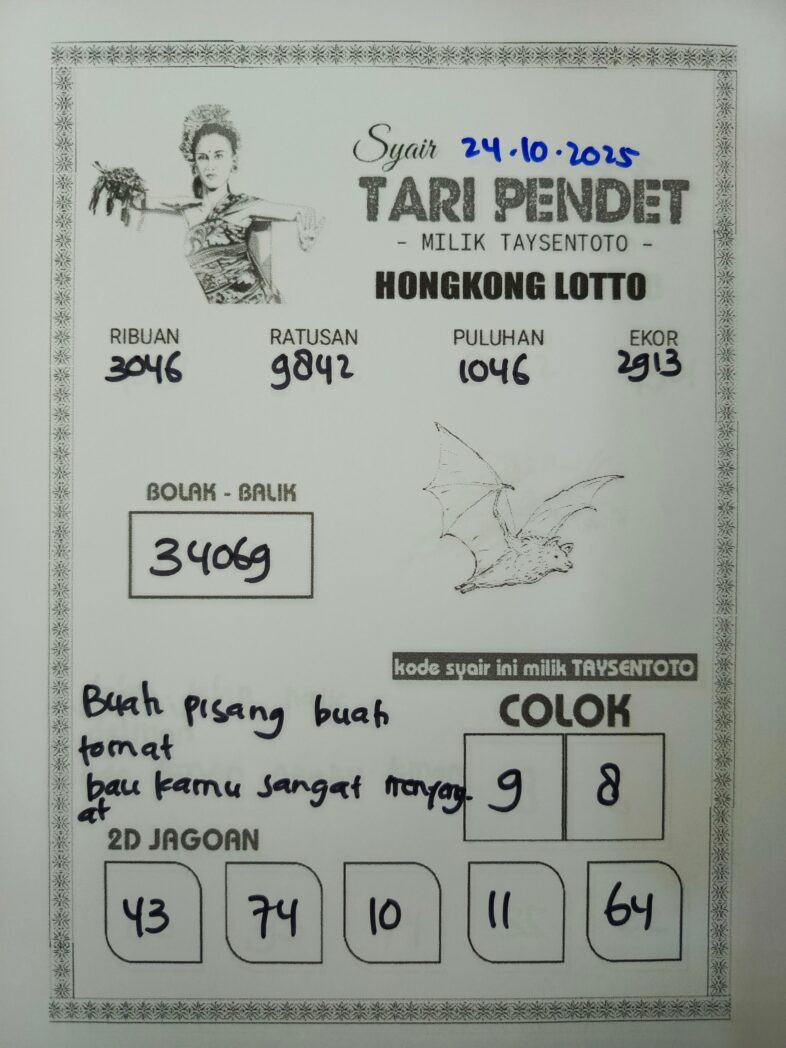 Syair 24.10.2025
TARI PENDET
- MILIK TAYSENTOTO -
HONGKONG LOTTO
RIBUAN RATUSAN PULUHAN EKOR
3046 9842 1046 2913
BOLAK - BALIK
34069
kode syair ini milik TAYSENTOTO
Buah pisang buah
tomat
bau kamu sangat menyeng-
at
COLOK
9 8
2D JAGOAN
43 74 10 11 64